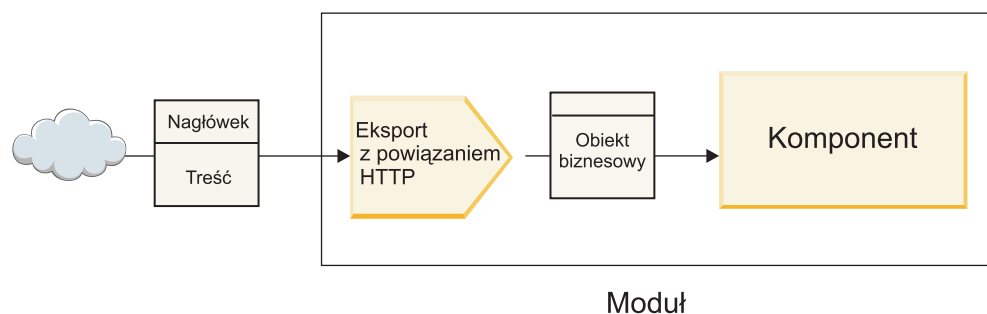 Nagłówek
Treść
Eksport
z powiązaniem
HTTP
Obiekt
biznesowy
Komponent
Moduł